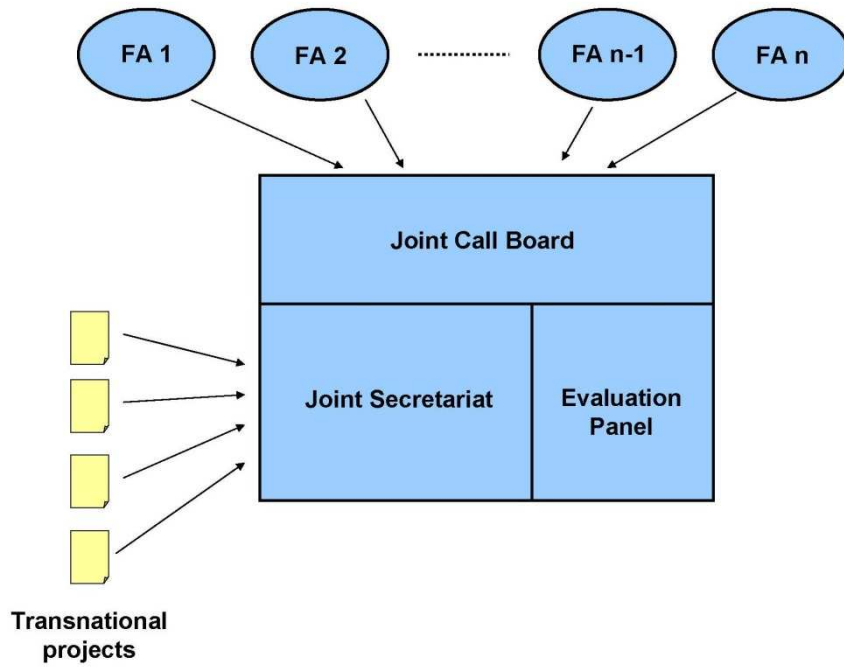 FA 1
FA 2
FA n-1
FA n
Joint Call Board
Joint Secretariat
Evaluation
Panel
Transnational
projects